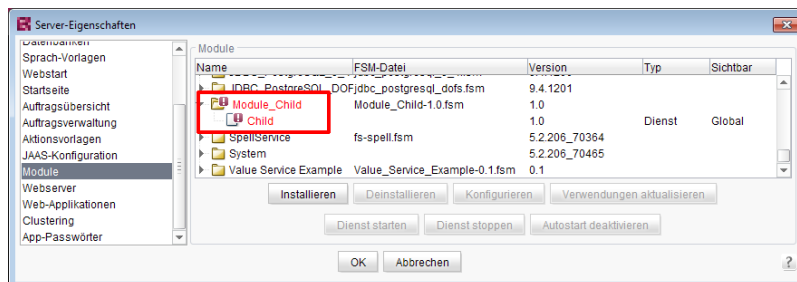 Server-Eigenschaften
Datenbanken
Sprach-Vorlagen
Webstart
Startseite
Auftragsübersicht
Auftragsverwaltung
Aktionsvorlagen
JAAS-Konfiguration
Module
Webserver
Web-Applikationen
Clustering
App-Passwörter
Module
Name FSM-Datei Version Typ Sichtbar
JDBC_PostgreSQL_DOF jdbc_postgresql_dofs.fsm 9.4.1201
Module_Child Module_Child-1.0.fsm 1.0
Child 1.0 Dienst Global
SpellService fs-spell.fsm 5.2.206_70364
System 5.2.206_70465
Value Service Example Value_Service_Example-0.1.fsm 0.1
Installieren Deinstallieren Konfigurieren Verwendungen aktualisieren
Dienst starten Dienst stoppen Autostart deaktivieren
OK Abbrechen
?